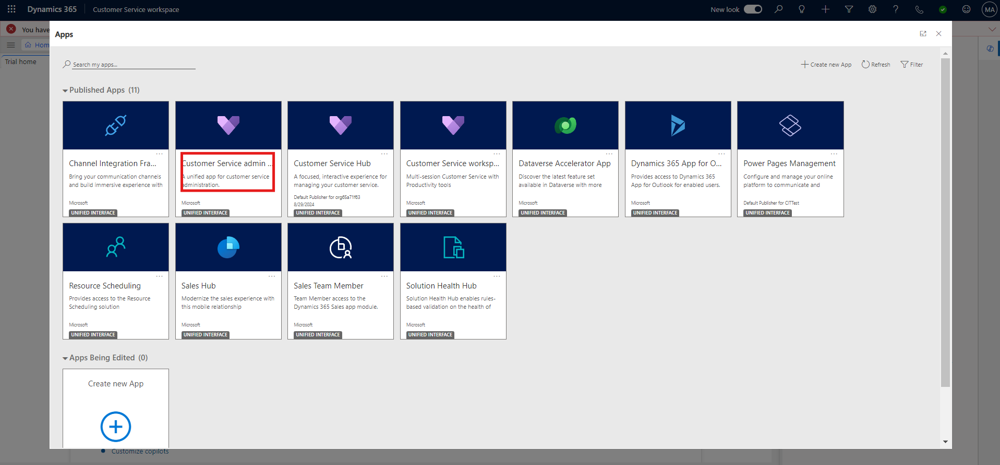 Dynamics 365
Customer Service workspace
New look
MA
You have
Apps
Hom
Trial home
Search my apps...
Create new App
Refresh
Filter
Published Apps (11)
Channel Integration Fra...
Bring your communication channels
and build immersive experience with
Microsoft
UNIFIED INTERFACE
Customer Service admin ...
A unified app for customer service
administration.
Microsoft
UNIFIED INTERFACE
Customer Service Hub
A focused, interactive experience for
managing your customer service.
Default Publisher for org65a71f63
8/29/2024
UNIFIED INTERFACE
Customer Service worksp...
Multi-session Customer Service with
Productivity tools
Microsoft
UNIFIED INTERFACE
Dataverse Accelerator App
Discover the latest feature set
available in Dataverse with more
Microsoft
UNIFIED INTERFACE
Dynamics 365 App for O...
Provides access to Dynamics 365
App for Outlook for enabled users.
Microsoft
UNIFIED INTERFACE
Power Pages Management
Configure and manage your online
platform to communicate and
Default Publisher for CITTest
UNIFIED INTERFACE
Resource Scheduling
Provides access to the Resource
Scheduling solution
Microsoft
UNIFIED INTERFACE
Sales Hub
Modernize the sales experience with
this mobile relationship
Microsoft
UNIFIED INTERFACE
Sales Team Member
Team Member access to the
Dynamics 365 Sales app module.
Microsoft
UNIFIED INTERFACE
Solution Health Hub
Solution Health Hub enables rules-
based validation on the health of
Microsoft
UNIFIED INTERFACE
Apps Being Edited (0)
Create new App
Customize copilots